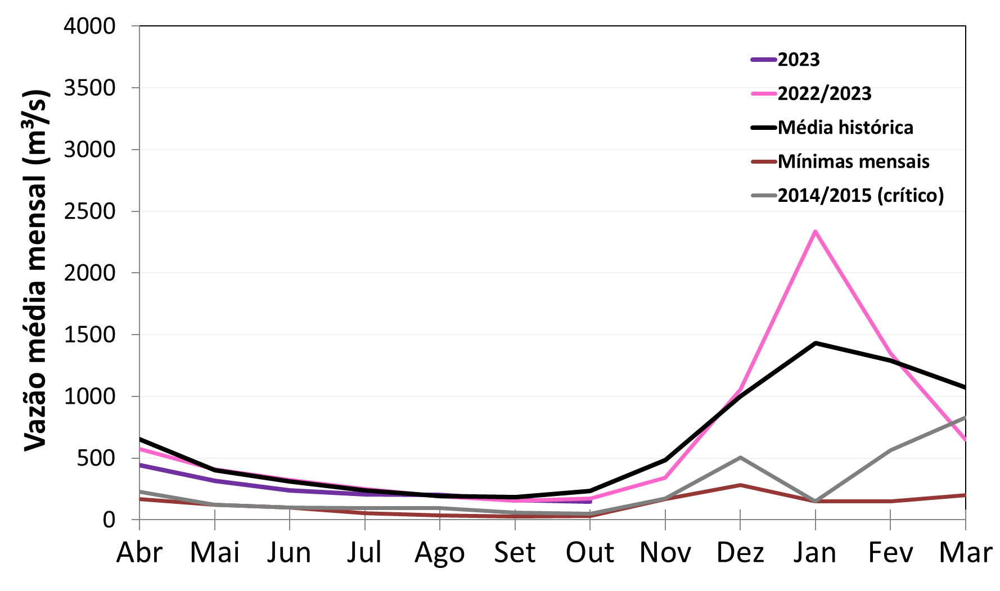 Vazão média mensal (m³/s)
4000
3500
3000
2500
2000
1500
1000
500
0
2023
2022/2023
Média histórica
Mínimas mensais
2014/2015 (crítico)
Abr Mai Jun Jul Ago Set Out Nov Dez Jan Fev Mar